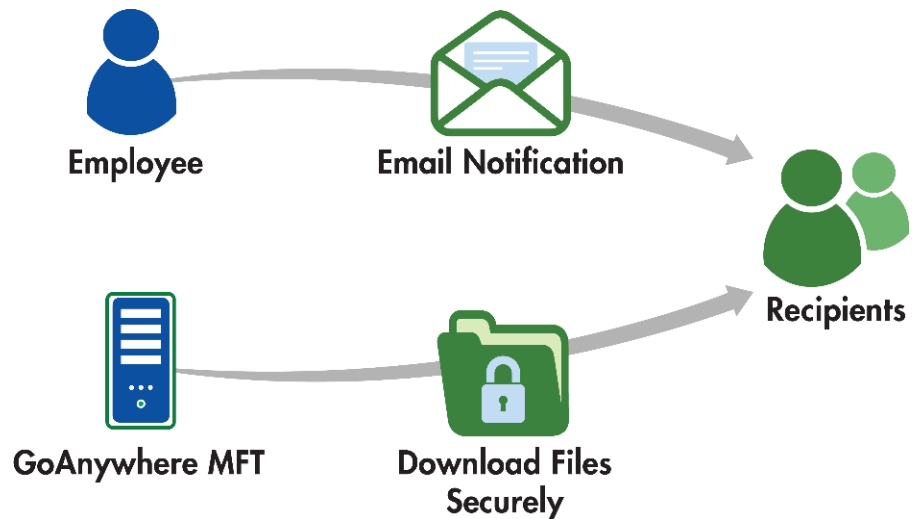 Employee
Email Notification
Recipients
GoAnywhere MFT
Download Files
Securely